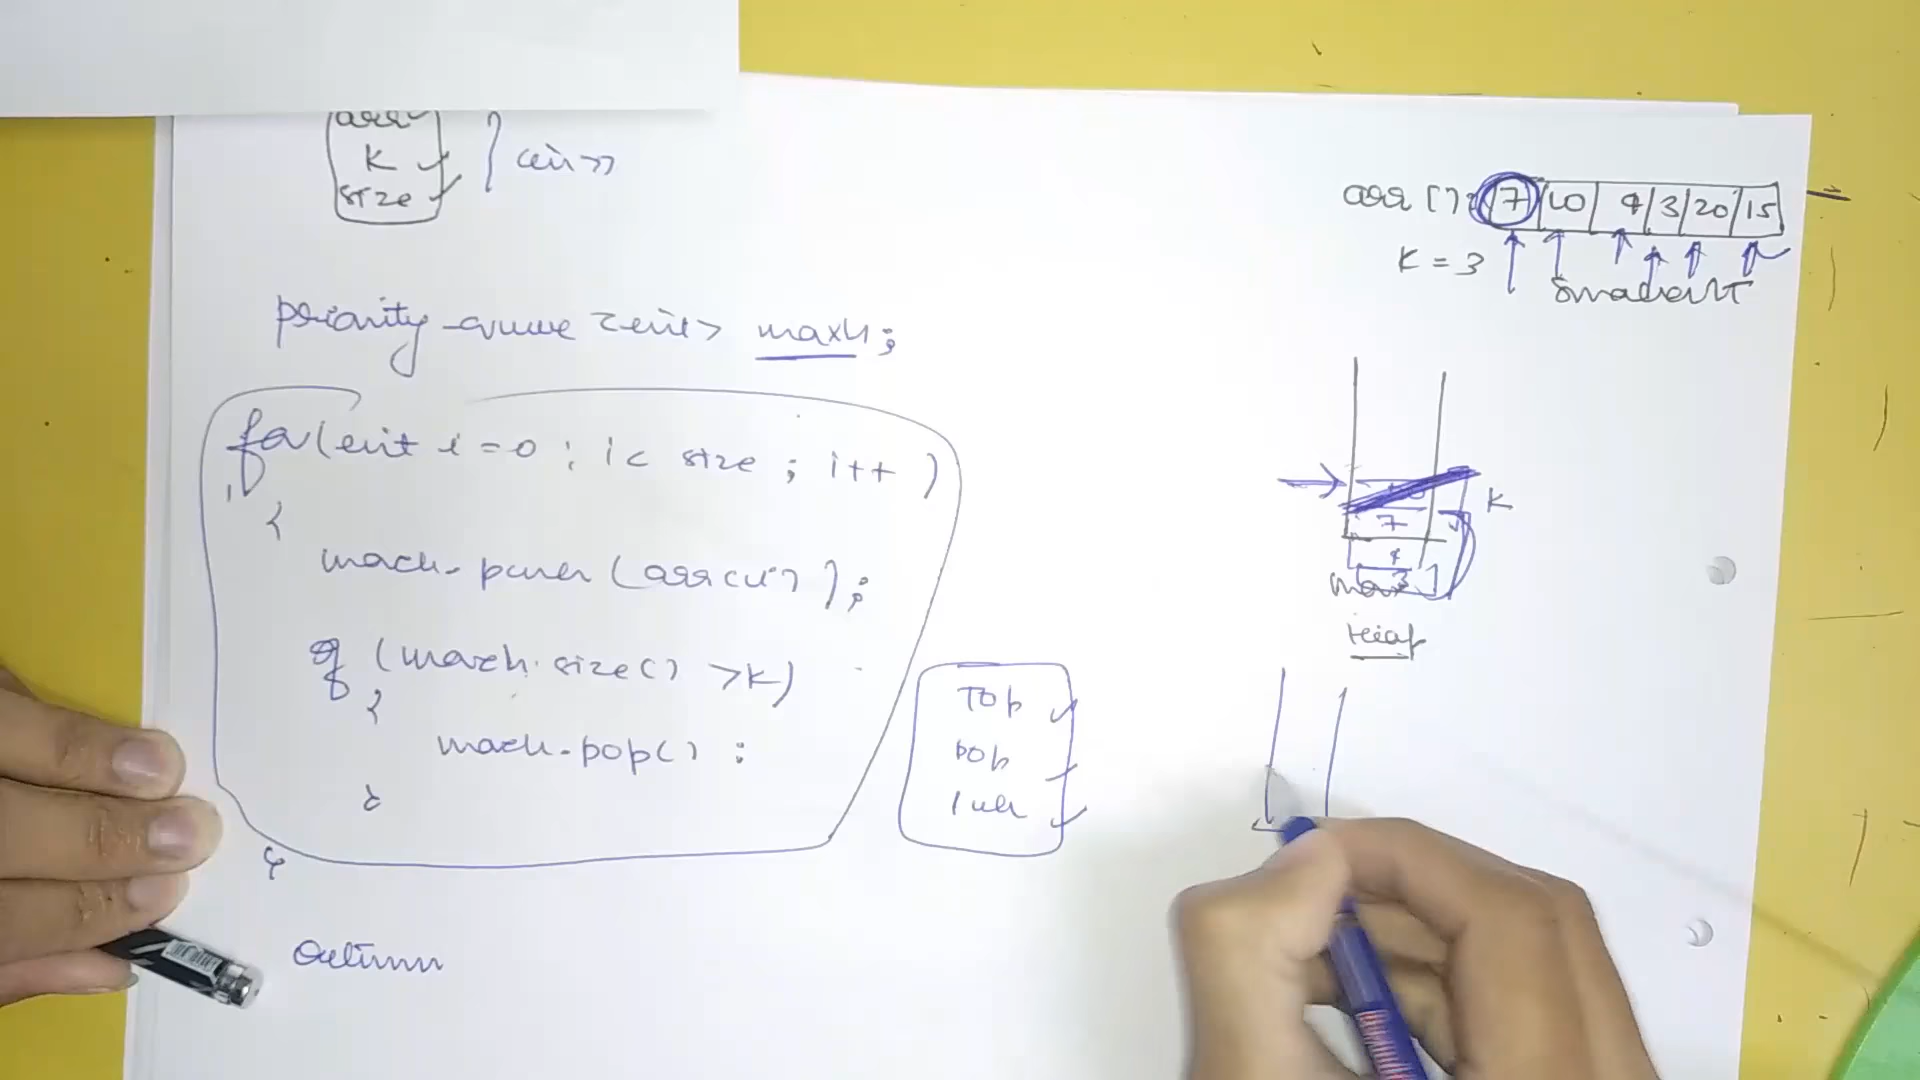 arr
K
size
cin>>
priority_queue <int> maxh;
for(int i=0; i< size; i++)
{
maxh.push(arr[i]);
if (maxh.size() >K)
{
maxh.pop();
}
}
return
Top
pop
push
arr[]: 7 10 4 3 20 15
K = 3
smallest
K
7
4
3
max
Heap